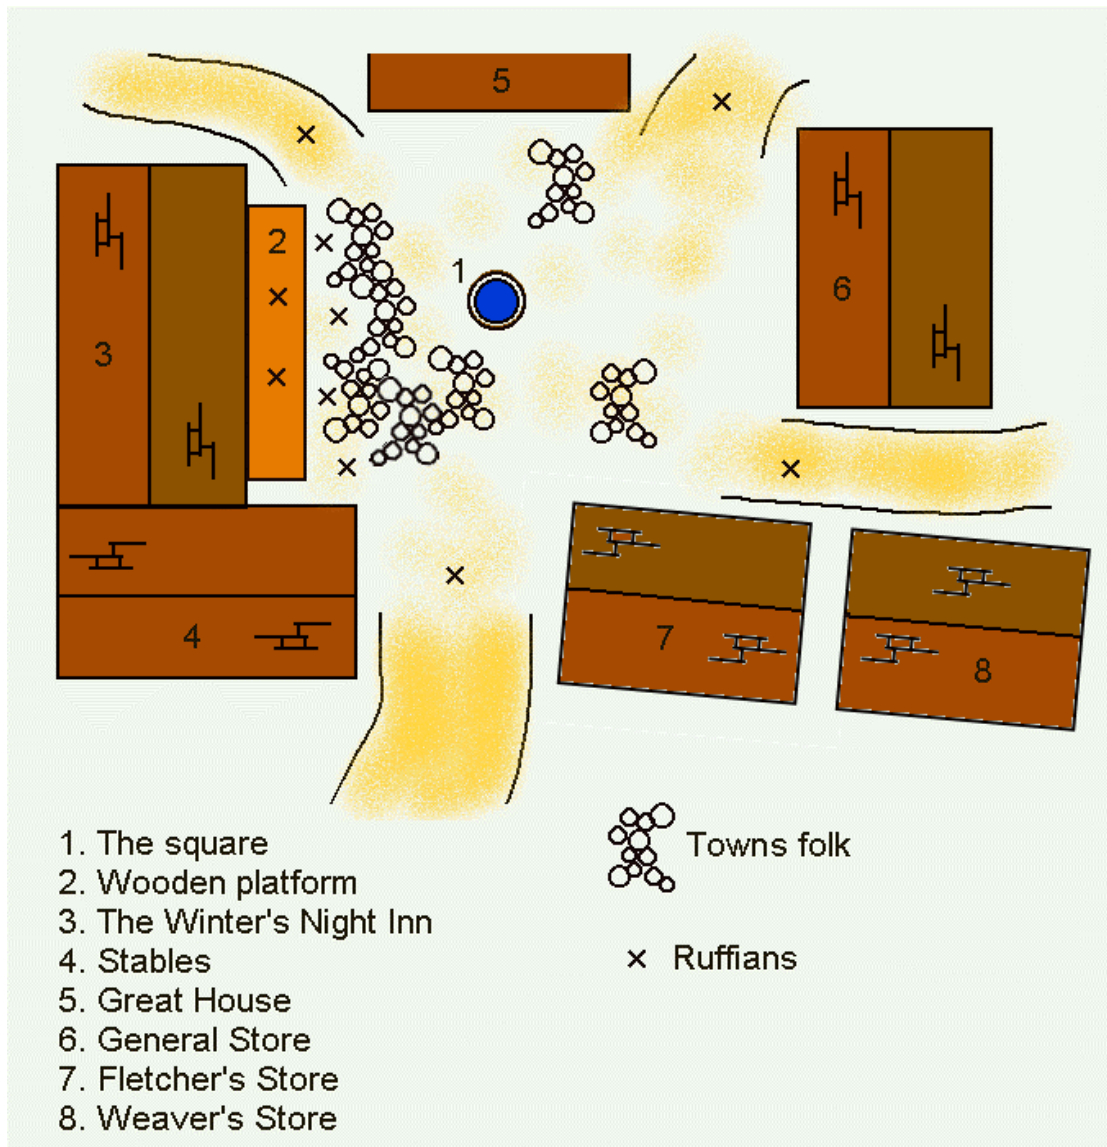 5
2
1
6
3
4
7
8
1. The square
2. Wooden platform
3. The Winter's Night Inn
4. Stables
5. Great House
6. General Store
7. Fletcher's Store
8. Weaver's Store
Towns folk
Ruffians